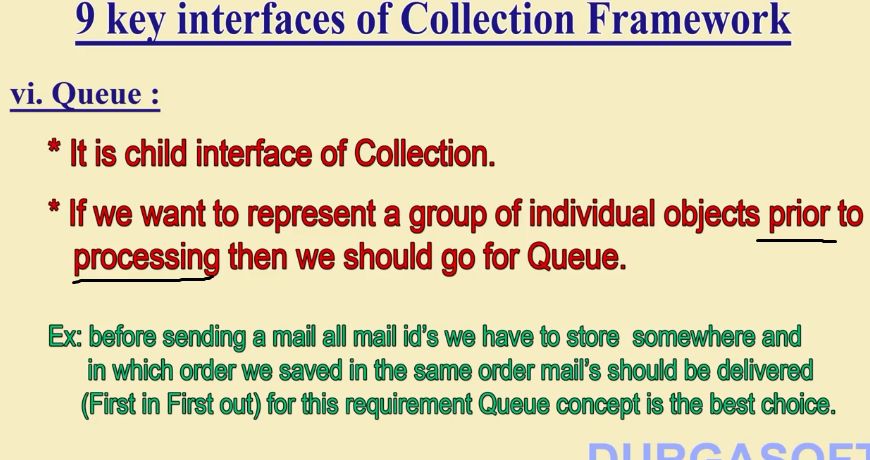 9 key interfaces of Collection Framework
vi. Queue :
* It is child interface of Collection.
* If we want to represent a group of individual objects prior to
processing then we should go for Queue.
Ex: before sending a mail all mail id's we have to store somewhere and
in which order we saved in the same order mail's should be delivered
(First in First out) for this requirement Queue concept is the best choice.
DURGASOFT